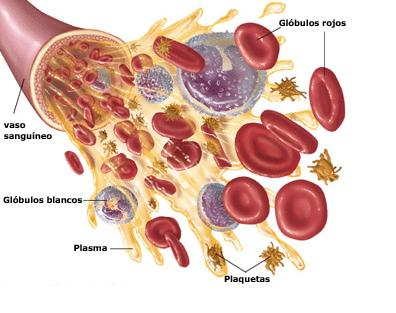 Glóbulos rojos
vaso
sanguíneo
Glóbulos blancos
Plasma
Plaquetas